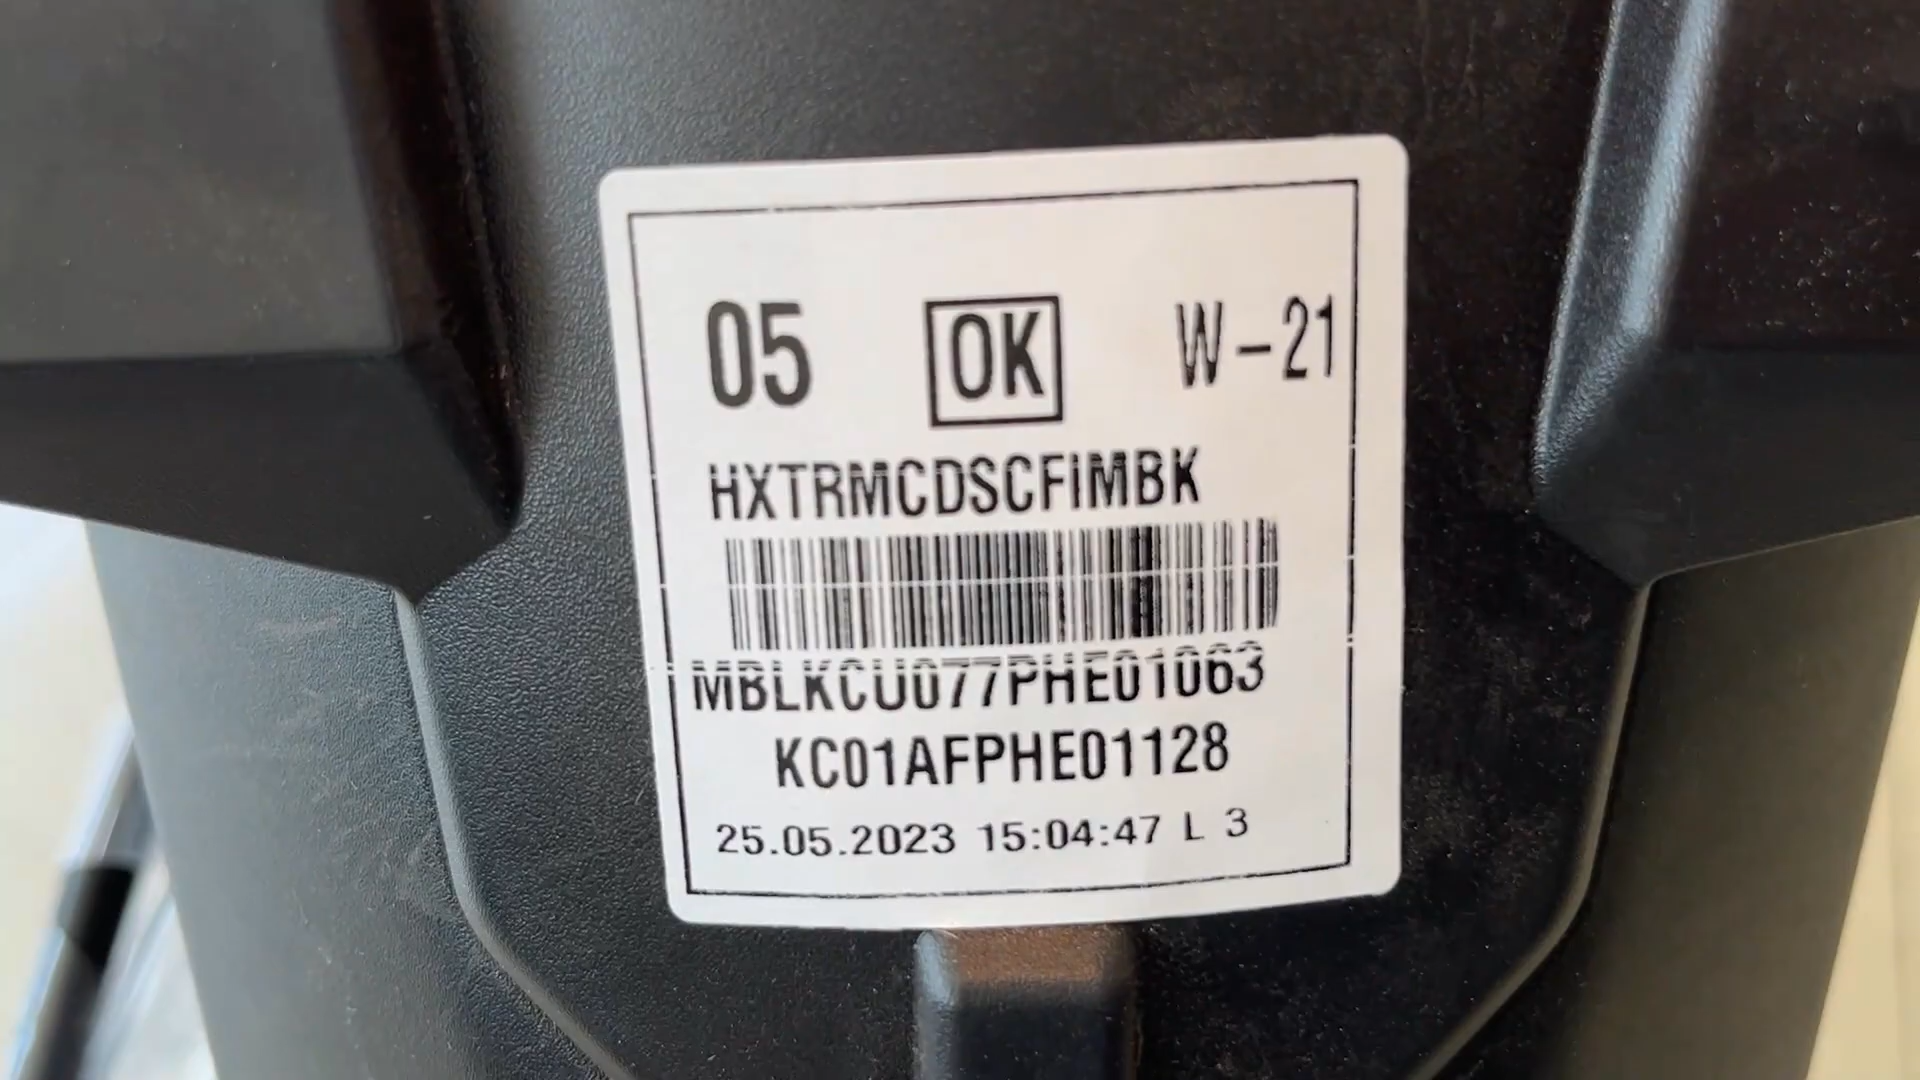 05 OK W-21
HXTRMCDSCFIMBK
MBLKCU077PHE01063
KC01AFPHE01128
25.05.2023 15:04:47 L 3